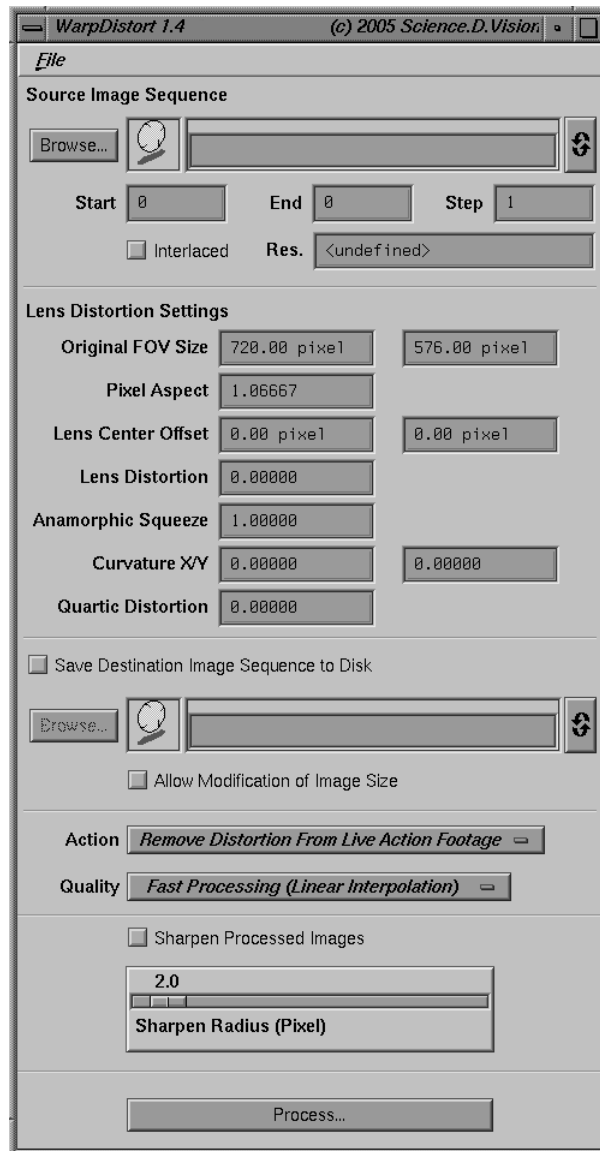 WarpDistort 1.4 (c) 2005 Science.D.Vision
File
Source Image Sequence
Browse...
Start 0 End 0 Step 1
Interlaced Res. <undefined>
Lens Distortion Settings
Original FOV Size 720.00 pixel 576.00 pixel
Pixel Aspect 1.06667
Lens Center Offset 0.00 pixel 0.00 pixel
Lens Distortion 0.00000
Anamorphic Squeeze 1.00000
Curvature X/Y 0.00000 0.00000
Quartic Distortion 0.00000
Save Destination Image Sequence to Disk
Browse...
Allow Modification of Image Size
Action Remove Distortion From Live Action Footage
Quality Fast Processing (Linear Interpolation)
Sharpen Processed Images
2.0
Sharpen Radius (Pixel)
Process...